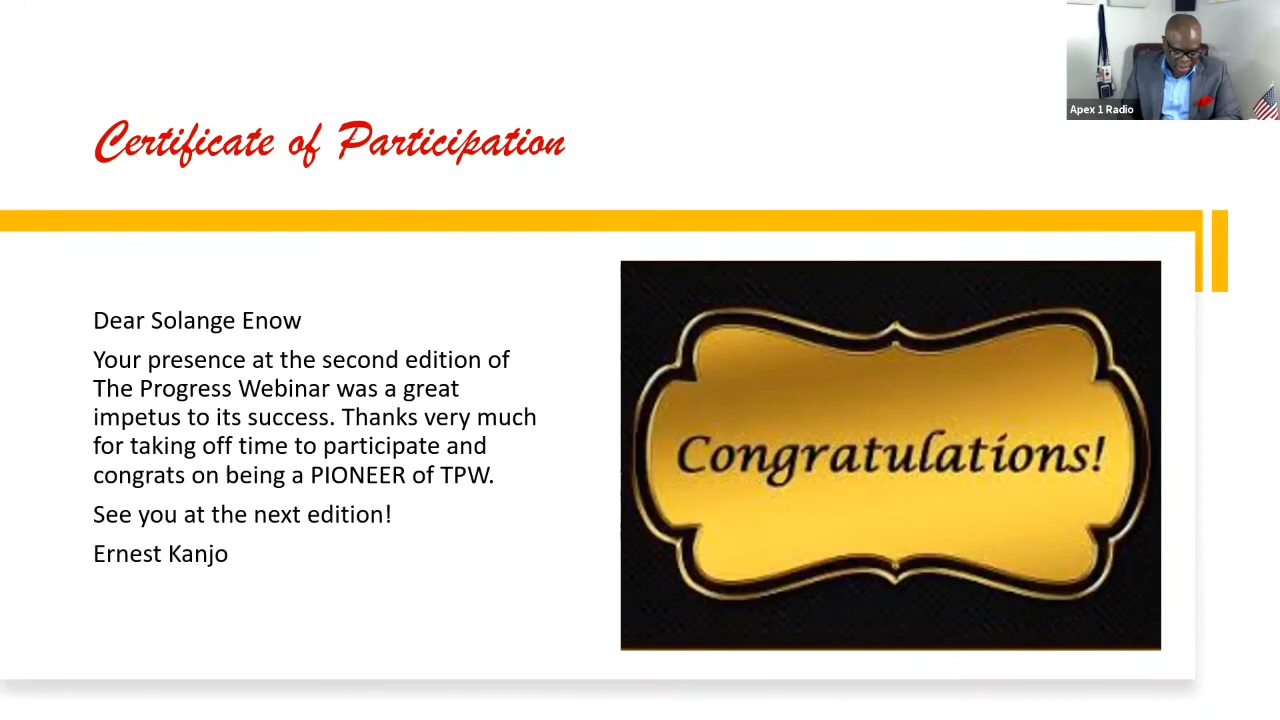 Apex 1 Radio
Certificate of Participation
Dear Solange Enow
Your presence at the second edition of
The Progress Webinar was a great
impetus to its success. Thanks very much
for taking off time to participate and
congrats on being a PIONEER of TPW.
See you at the next edition!
Ernest Kanjo
Congratulations!